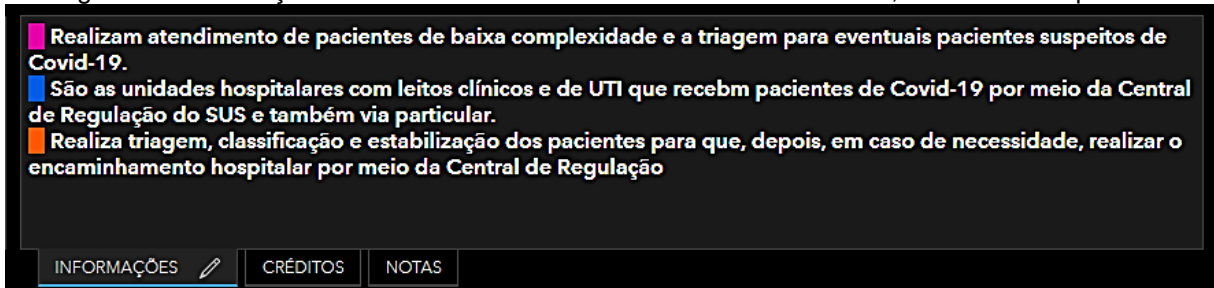 Realizam atendimento de pacientes de baixa complexidade e a triagem para eventuais pacientes suspeitos de
Covid-19.
São as unidades hospitalares com leitos clínicos e de UTI que recebm pacientes de Covid-19 por meio da Central
de Regulação do SUS e também via particular.
Realiza triagem, classificação e estabilização dos pacientes para que, depois, em caso de necessidade, realizar o
encaminhamento hospitalar por meio da Central de Regulação
INFORMAÇÕES CRÉDITOS NOTAS